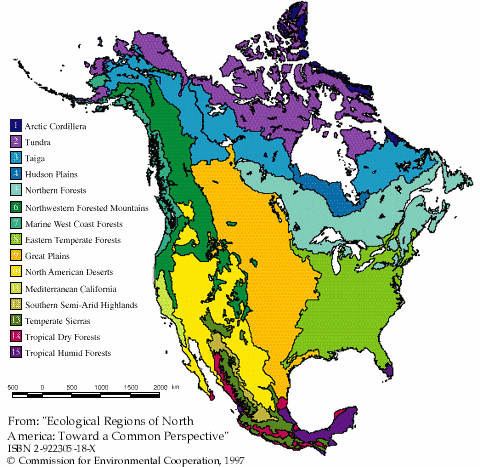 1 Arctic Cordillera
2 Tundra
3 Taiga
4 Hudson Plains
5 Northern Forests
6 Northwestern Forested Mountains
7 Marine West Coast Forests
8 Eastern Temperate Forests
9 Great Plains
North American Deserts
Mediterranean California
12 Southern Semi-Arid Highlands
13 Temperate Sierras
14 Tropical Dry Forests
15 Tropical Humid Forests
500 0 500 1000 1500 2000 km
From: "Ecological Regions of North
America: Toward a Common Perspective"
ISBN 2-922305-18-X
© Commission for Environmental Cooperation, 1997